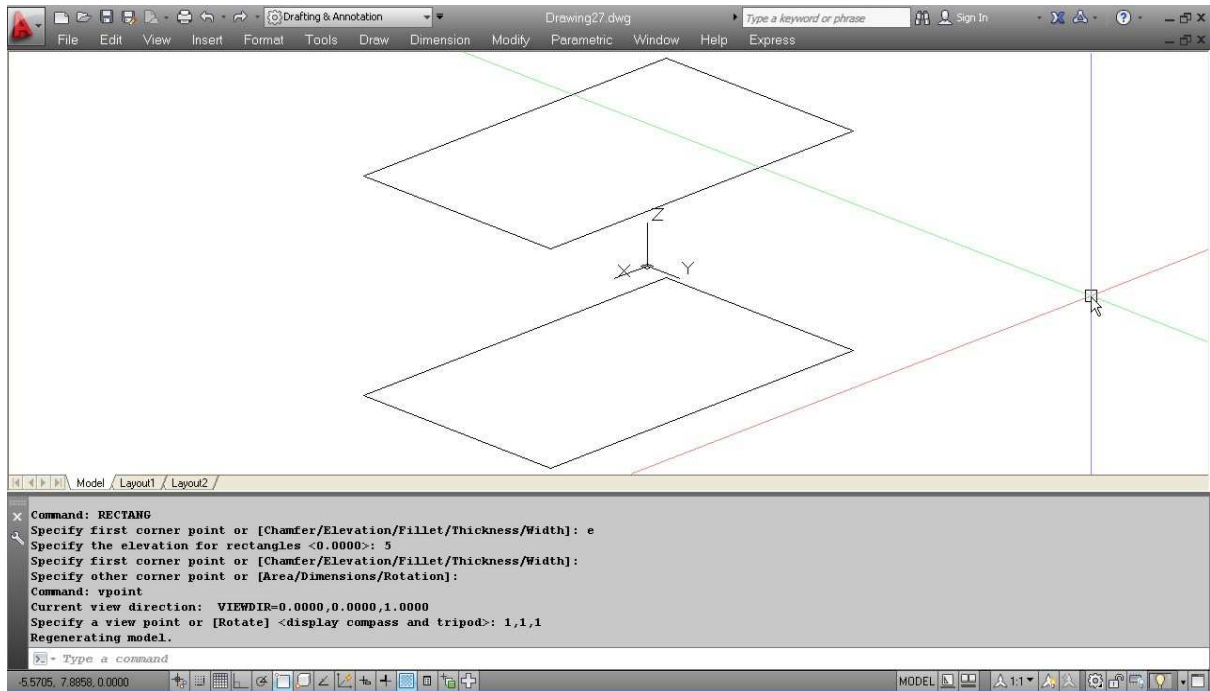 Drafting & Annotation
Drawing27.dwg
Type a keyword or phrase
Sign In
File Edit View Insert Format Tools Draw Dimension Modify Parametric Window Help Express
Z
X Y
Model Layout1 Layout2
Command: RECTANG
Specify first corner point or [Chamfer/Elevation/Fillet/Thickness/Width]: e
Specify the elevation for rectangles <0.0000>: 5
Specify first corner point or [Chamfer/Elevation/Fillet/Thickness/Width]:
Specify other corner point or [Area/Dimensions/Rotation]:
Command: vpoint
Current view direction:  VIEWDIR=0.0000,0.0000,1.0000
Specify a view point or [Rotate] <display compass and tripod>: 1,1,1
Regenerating model.
Type a command
-5.5705, 7.8958, 0.0000 MODEL 1:1